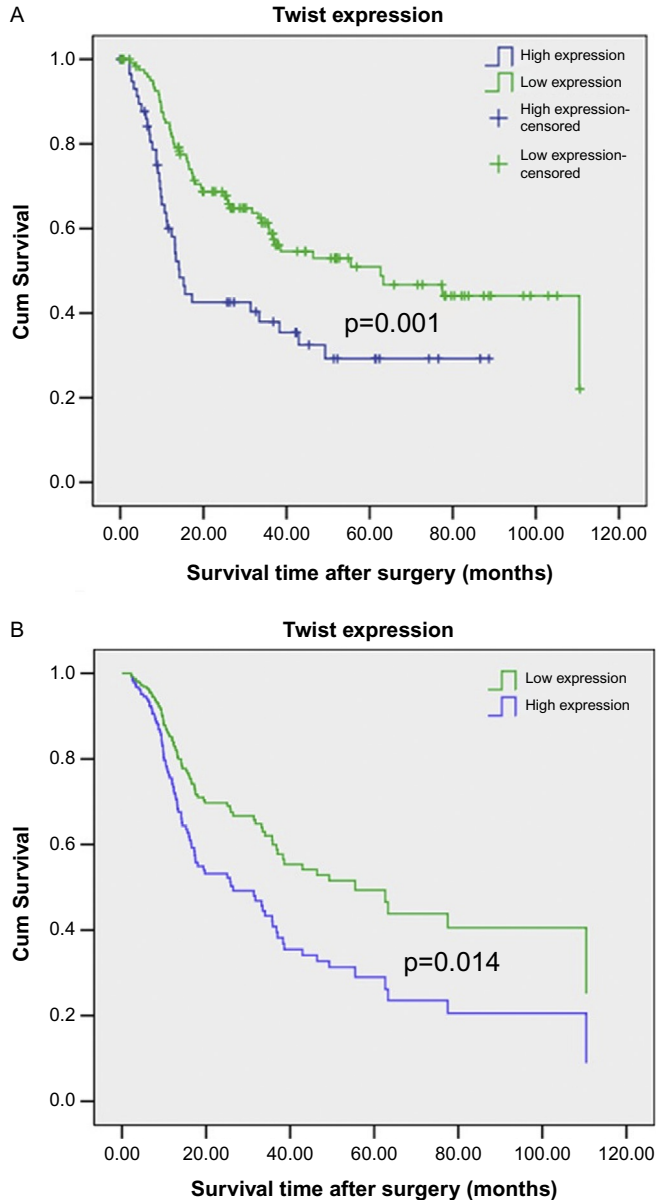 A
Twist expression
High expression
Low expression
High expression-
censored
Low expression-
censored
1.0
0.8
0.6
0.4
0.2
0.0
Cum Survival
p=0.001
0.00 20.00 40.00 60.00 80.00 100.00 120.00
Survival time after surgery (months)
B
Twist expression
Low expression
High expression
1.0
0.8
0.6
0.4
0.2
0.0
Cum Survival
p=0.014
0.00 20.00 40.00 60.00 80.00 100.00 120.00
Survival time after surgery (months)